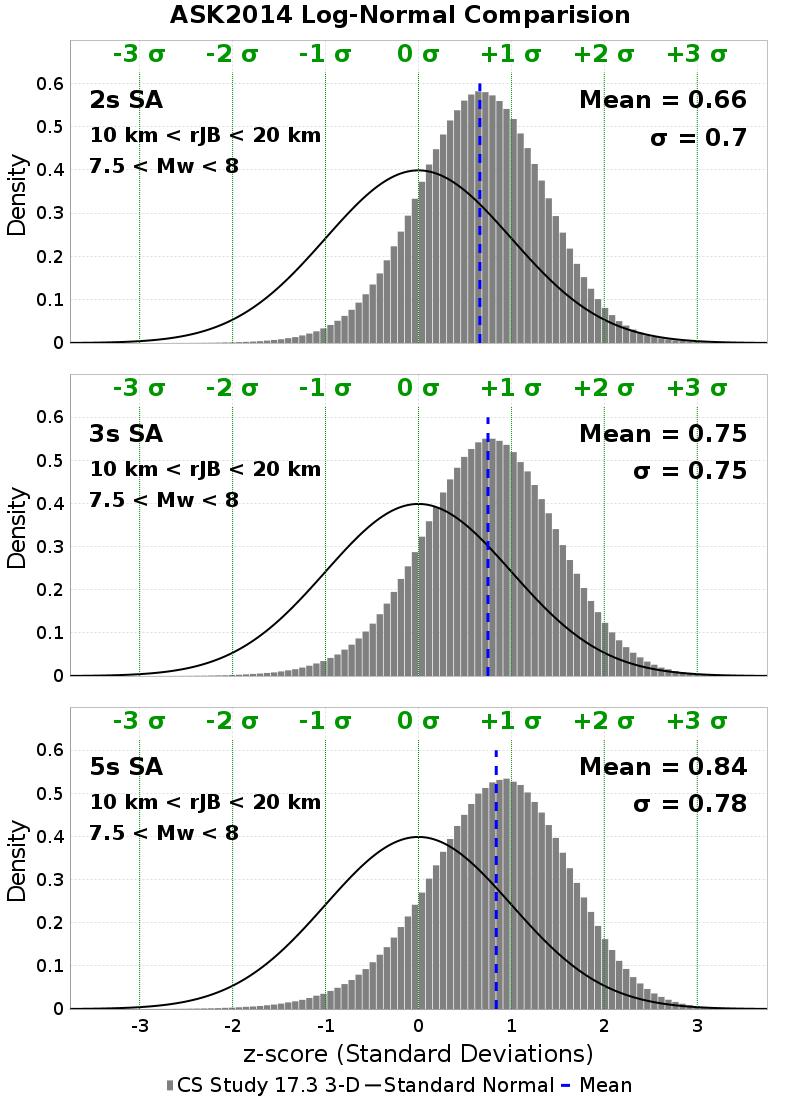 ASK2014 Log-Normal Comparision
-3 σ -2 σ -1 σ 0 σ +1 σ +2 σ +3 σ
0.6
2s SA Mean = 0.66
0.5
10 km < rJB < 20 km σ = 0.7
7.5 < Mw < 8
0.4
Density
0.3
0.2
0.1
0
-3 σ -2 σ -1 σ 0 σ +1 σ +2 σ +3 σ
0.6
3s SA Mean = 0.75
0.5
10 km < rJB < 20 km σ = 0.75
7.5 < Mw < 8
0.4
Density
0.3
0.2
0.1
0
-3 σ -2 σ -1 σ 0 σ +1 σ +2 σ +3 σ
0.6
5s SA Mean = 0.84
0.5
10 km < rJB < 20 km σ = 0.78
7.5 < Mw < 8
0.4
Density
0.3
0.2
0.1
0
-3 -2 -1 0 1 2 3
z-score (Standard Deviations)
CS Study 17.3 3-D Standard Normal Mean